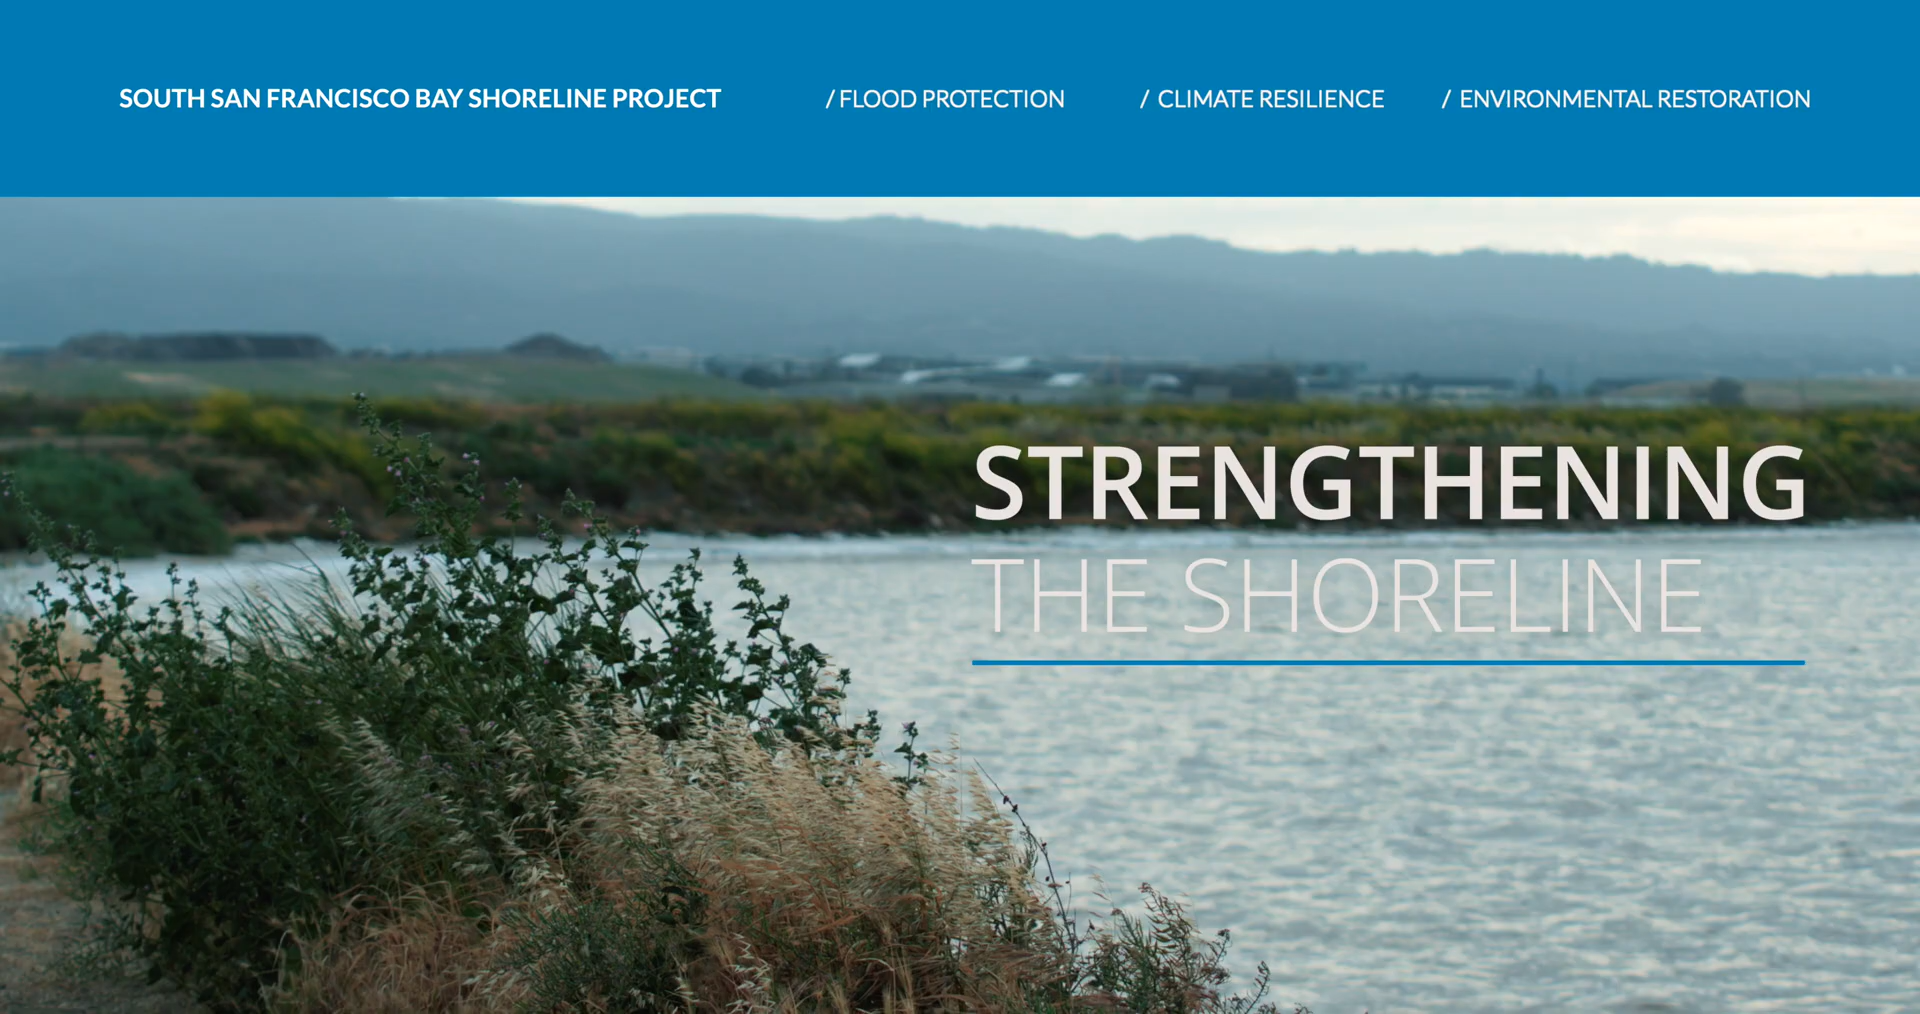 SOUTH SAN FRANCISCO BAY SHORELINE PROJECT / FLOOD PROTECTION / CLIMATE RESILIENCE / ENVIRONMENTAL RESTORATION
STRENGTHENING
THE SHORELINE